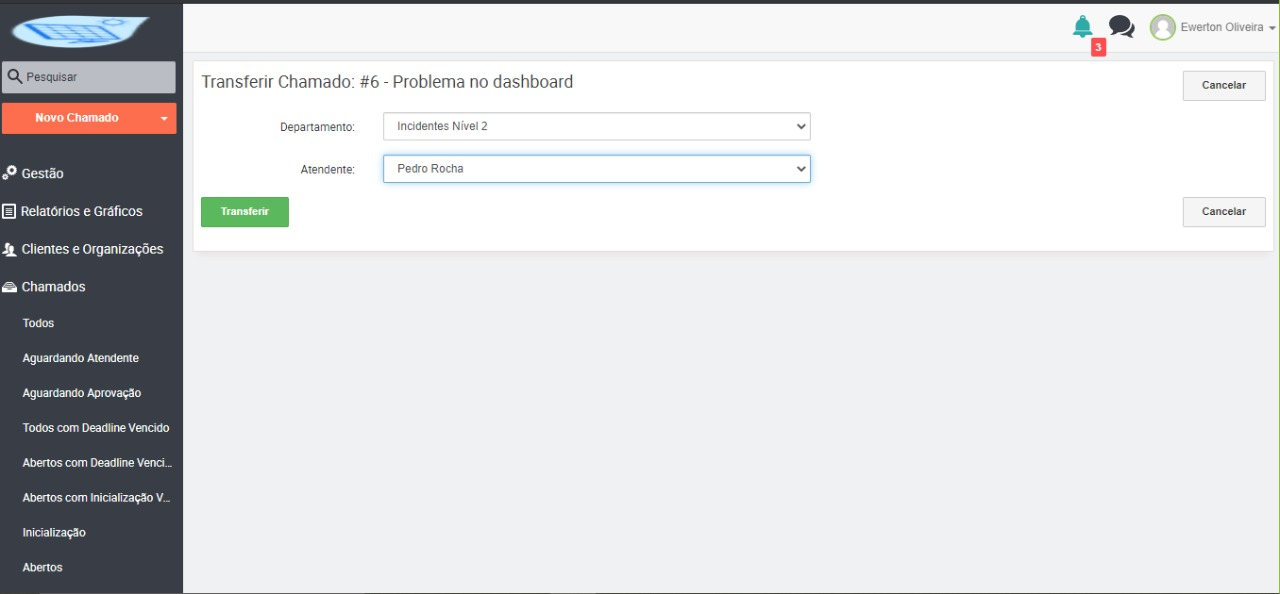 3
Ewerton Oliveira
Pesquisar
Novo Chamado
Gestão
Relatórios e Gráficos
Clientes e Organizações
Chamados
Todos
Aguardando Atendente
Aguardando Aprovação
Todos com Deadline Vencido
Abertos com Deadline Venci...
Abertos com Inicialização V...
Inicialização
Abertos
Transferir Chamado: #6 - Problema no dashboard
Cancelar
Departamento: Incidentes Nível 2
Atendente: Pedro Rocha
Transferir
Cancelar